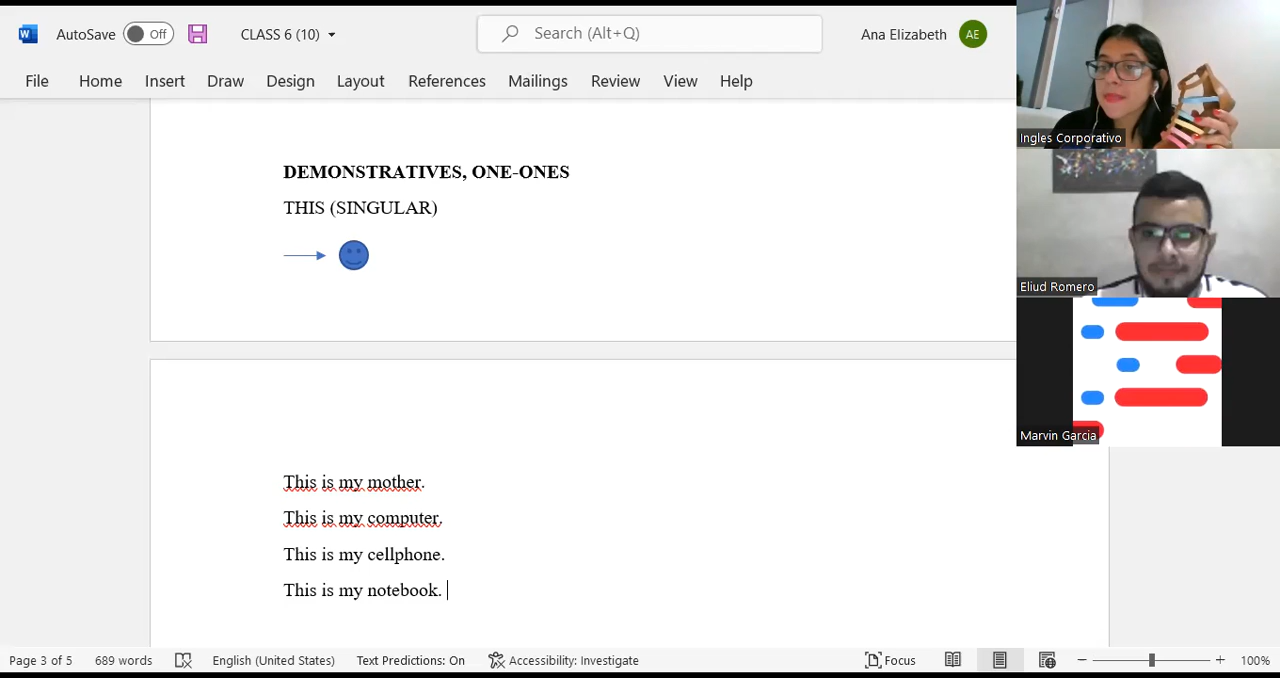 AutoSave Off CLASS 6 (10) Search (Alt+Q) Ana Elizabeth AE
File Home Insert Draw Design Layout References Mailings Review View Help
DEMONSTRATIVES, ONE-ONES
THIS (SINGULAR)
This is my mother.
This is my computer.
This is my cellphone.
This is my notebook.
Ingles Corporativo
Eliud Romero
Marvin Garcia
Page 3 of 5 689 words English (United States) Text Predictions: On Accessibility: Investigate Focus 100%